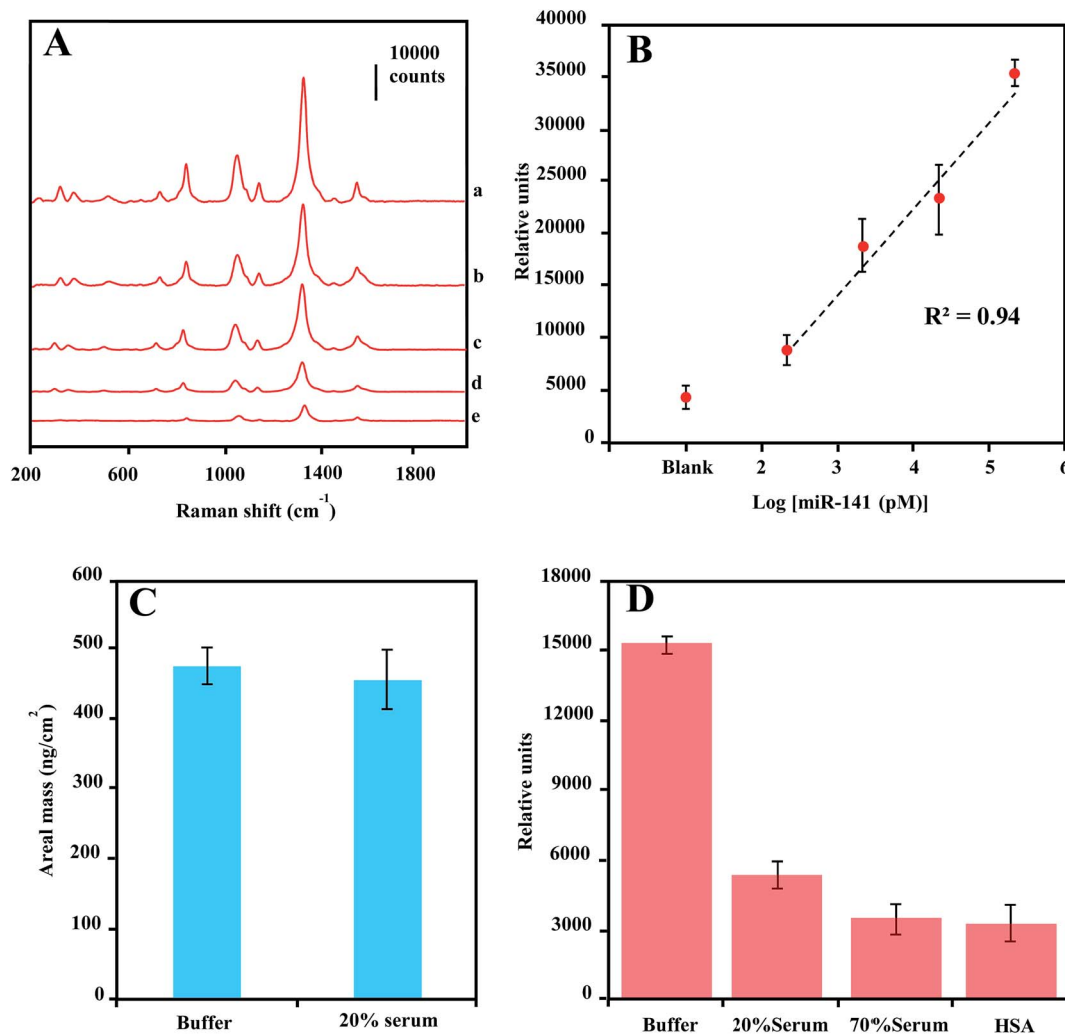 A
10000
counts
a
b
c
d
e
200 600 1000 1400 1800
Raman shift (cm⁻¹)
B
40000
35000
30000
25000
20000
15000
10000
5000
0
Relative units
R² = 0.94
Blank 2 3 4 5 6
Log [miR-141 (pM)]
C
600
500
400
300
200
100
0
Areal mass (ng/cm²)
Buffer 20% serum
D
18000
15000
12000
9000
6000
3000
0
Relative units
Buffer 20%Serum 70%Serum HSA